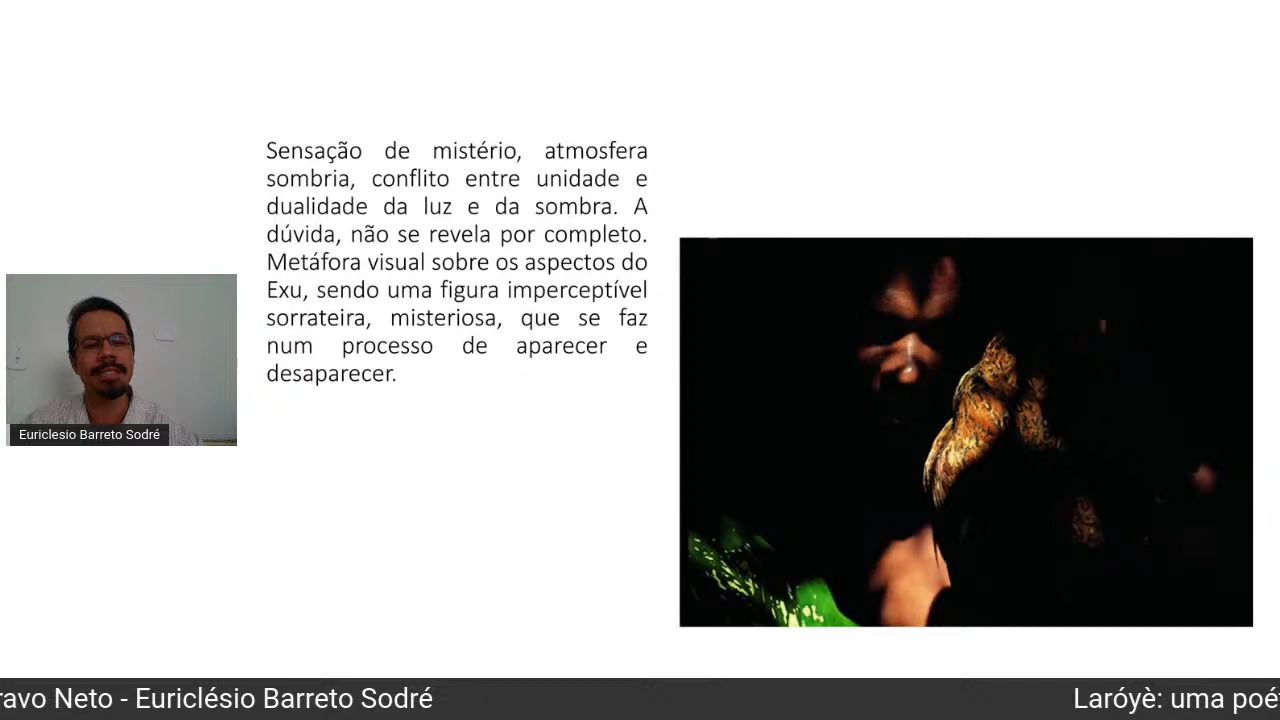 Sensação de mistério, atmosfera
sombria, conflito entre unidade e
dualidade da luz e da sombra. A
dúvida, não se revela por completo.
Metáfora visual sobre os aspectos do
Exu, sendo uma figura imperceptível
sorrateira, misteriosa, que se faz
num processo de aparecer e
desaparecer.
Euriclesio Barreto Sodré
ravo Neto - Euriclésio Barreto Sodré
Laróyè: uma poé